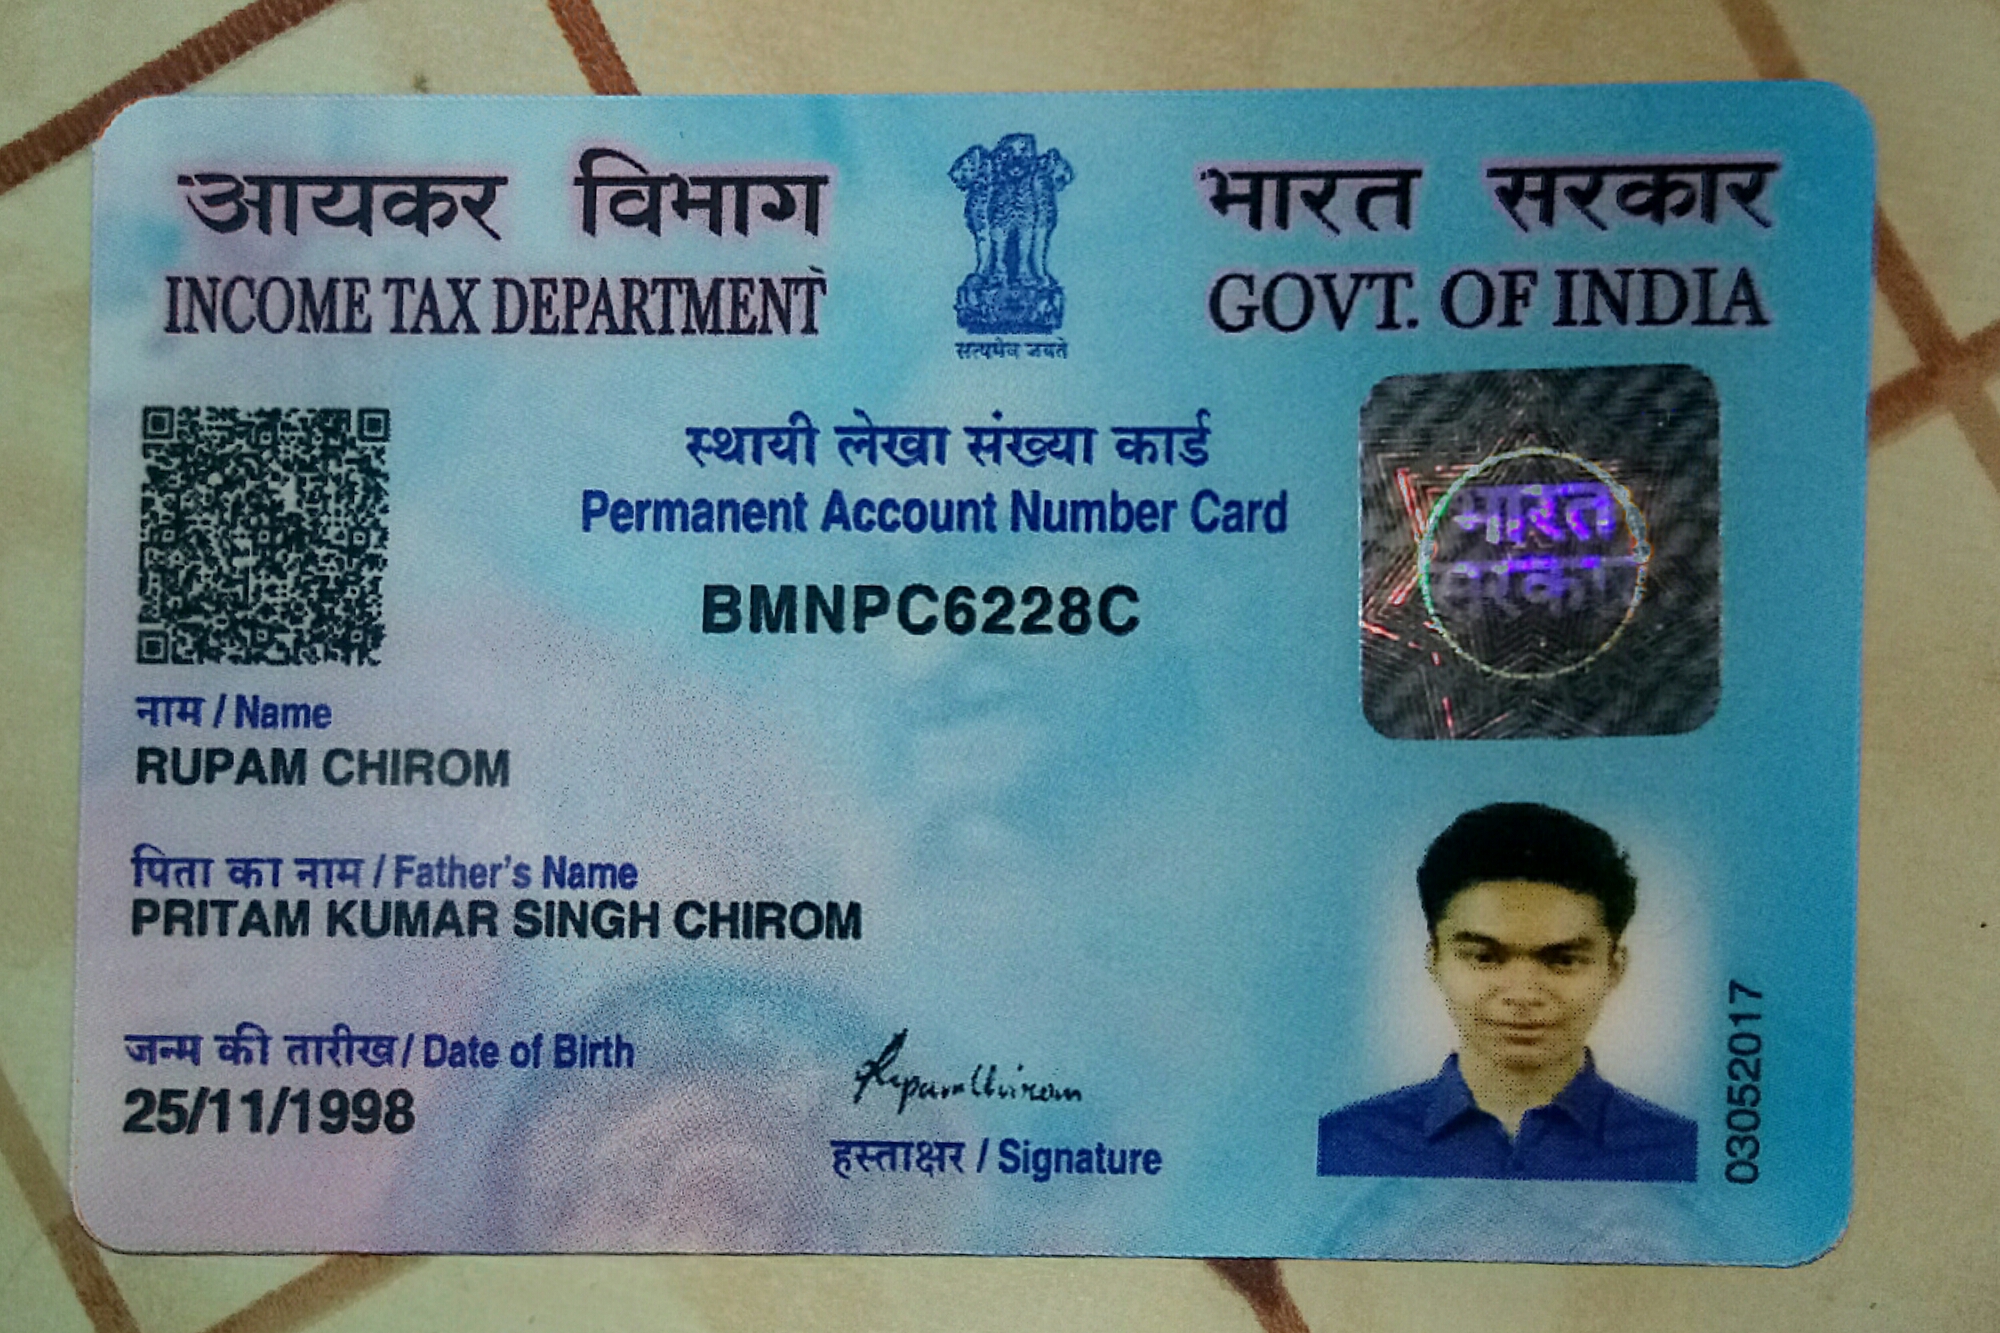 आयकर विभाग
INCOME TAX DEPARTMENT
सत्यमेव जयते
भारत सरकार
GOVT. OF INDIA
स्थायी लेखा संख्या कार्ड
Permanent Account Number Card
BMNPC6228C
भारत
सरकार
नाम / Name
RUPAM CHIROM
पिता का नाम / Father's Name
PRITAM KUMAR SINGH CHIROM
जन्म की तारीख / Date of Birth
25/11/1998
Rupam Chirom
हस्ताक्षर / Signature
03052017